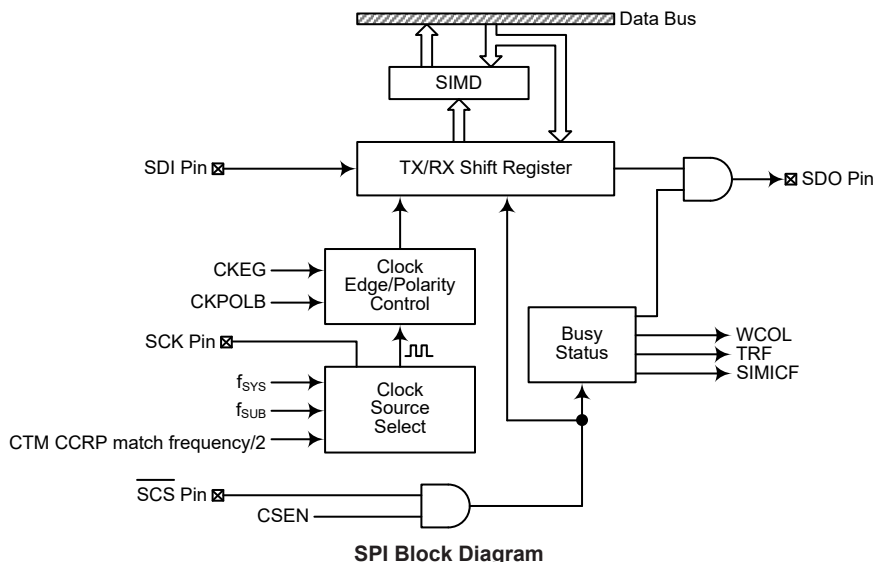 Data Bus
SIMD
SDI Pin
TX/RX Shift Register
SDO Pin
CKEG
CKPOLB
Clock
Edge/Polarity
Control
SCK Pin
Busy
Status
WCOL
TRF
SIMICF
fSYS
fSUB
CTM CCRP match frequency/2
Clock
Source
Select
SCS Pin
CSEN
SPI Block Diagram